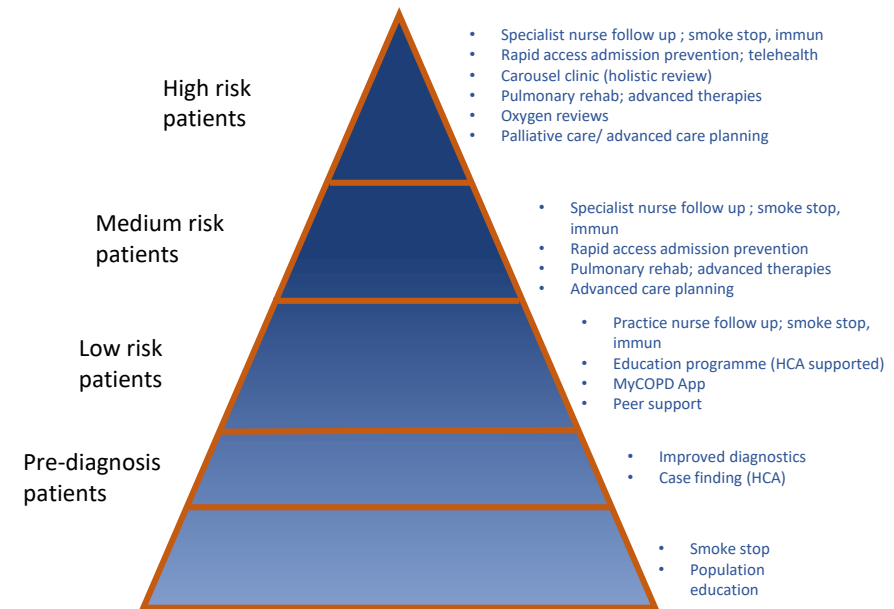 High risk
patients
• Specialist nurse follow up ; smoke stop, immun
• Rapid access admission prevention; telehealth
• Carousel clinic (holistic review)
• Pulmonary rehab; advanced therapies
• Oxygen reviews
• Palliative care/ advanced care planning
Medium risk
patients
• Specialist nurse follow up ; smoke stop,
immun
• Rapid access admission prevention
• Pulmonary rehab; advanced therapies
• Advanced care planning
Low risk
patients
• Practice nurse follow up; smoke stop,
immun
• Education programme (HCA supported)
• MyCOPD App
• Peer support
Pre-diagnosis
patients
• Improved diagnostics
• Case finding (HCA)
• Smoke stop
• Population
education